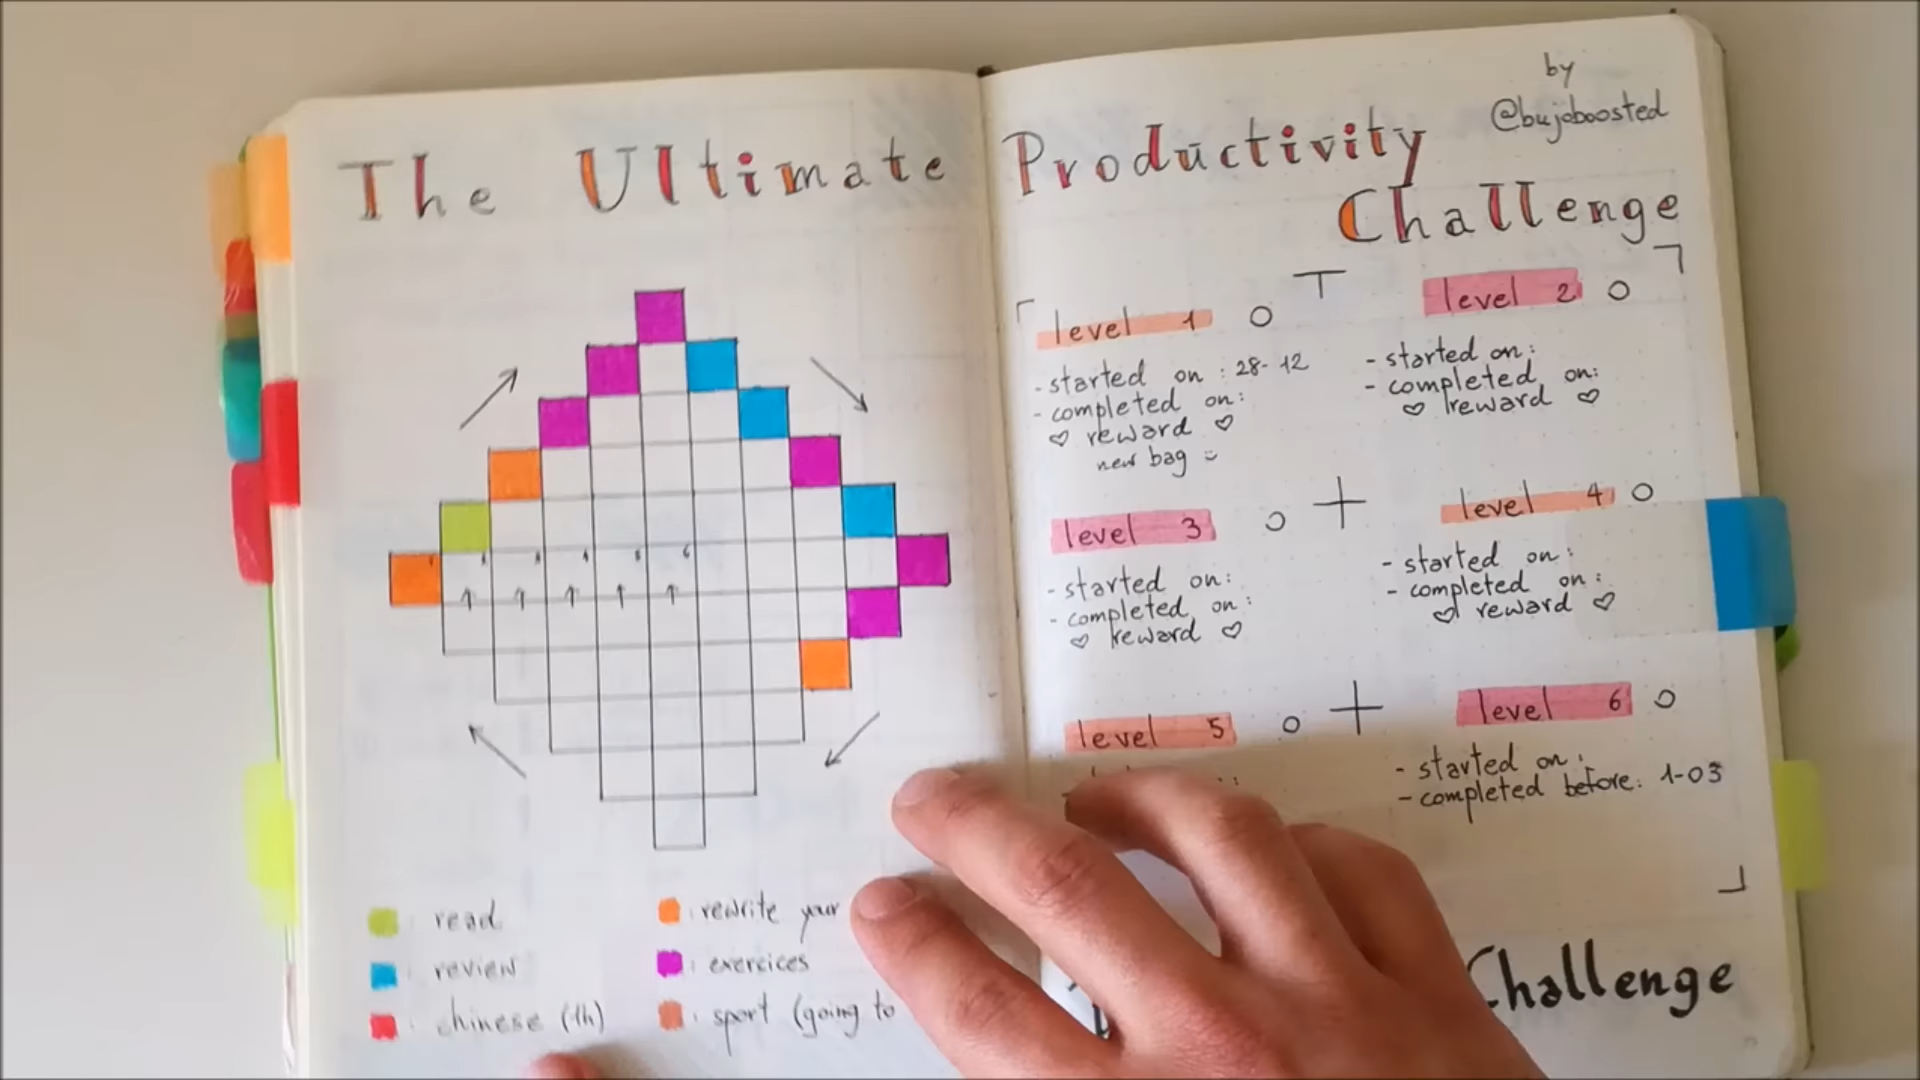 The Ultimate Productivity
Challenge
by
@bujoboosted
1
6
read
review
chinese (1h)
rewrite your
exercices
sport (going to
level 1
- started on : 28-12
- completed on:
♡ reward ♡
new bag
level 2
- started on:
- completed on:
♡ reward ♡
level 3
- started on:
- completed on:
♡ reward ♡
level 4
- started on:
- completed on:
♡ reward ♡
level 5
level 6
- started on:
- completed before: 1-03
Challenge